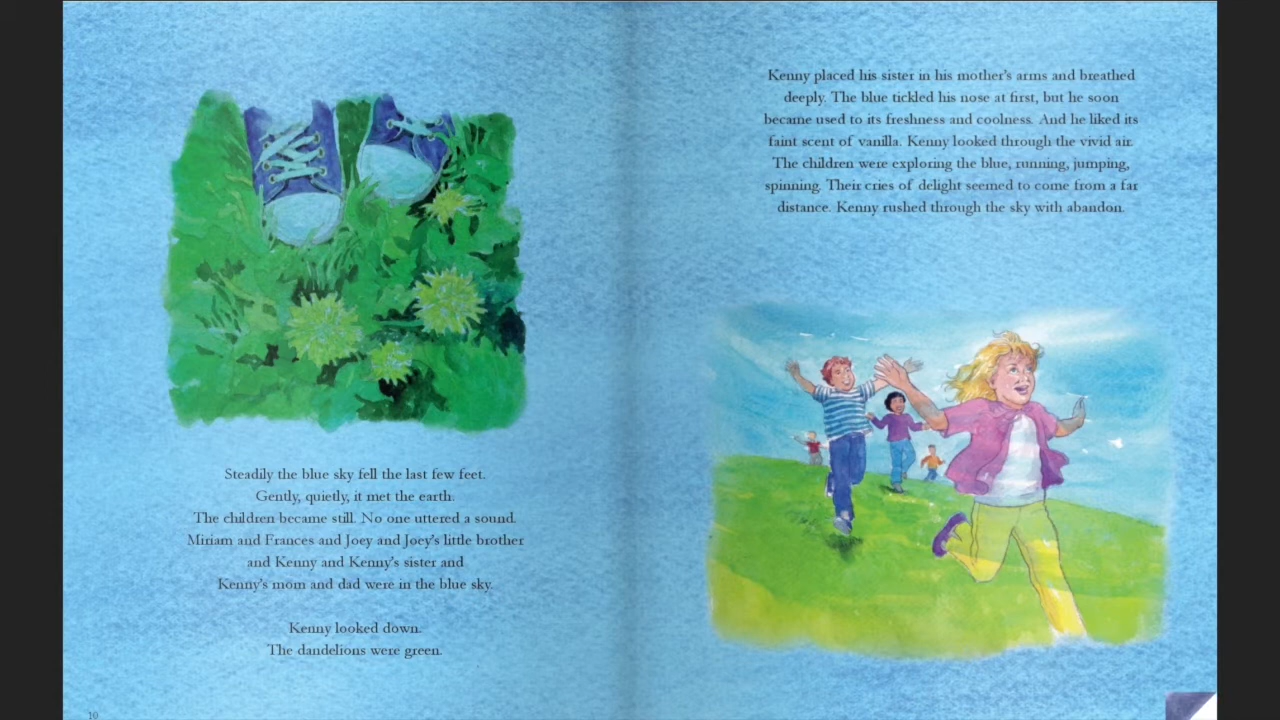 Steadily the blue sky fell the last few feet.
Gently, quietly, it met the earth.
The children became still. No one uttered a sound.
Miriam and Frances and Joey and Joey's little brother
and Kenny and Kenny's sister and
Kenny's mom and dad were in the blue sky.
Kenny looked down.
The dandelions were green.
10
Kenny placed his sister in his mother's arms and breathed
deeply. The blue tickled his nose at first, but he soon
became used to its freshness and coolness. And he liked its
faint scent of vanilla. Kenny looked through the vivid air.
The children were exploring the blue, running, jumping,
spinning. Their cries of delight seemed to come from a far
distance. Kenny rushed through the sky with abandon.